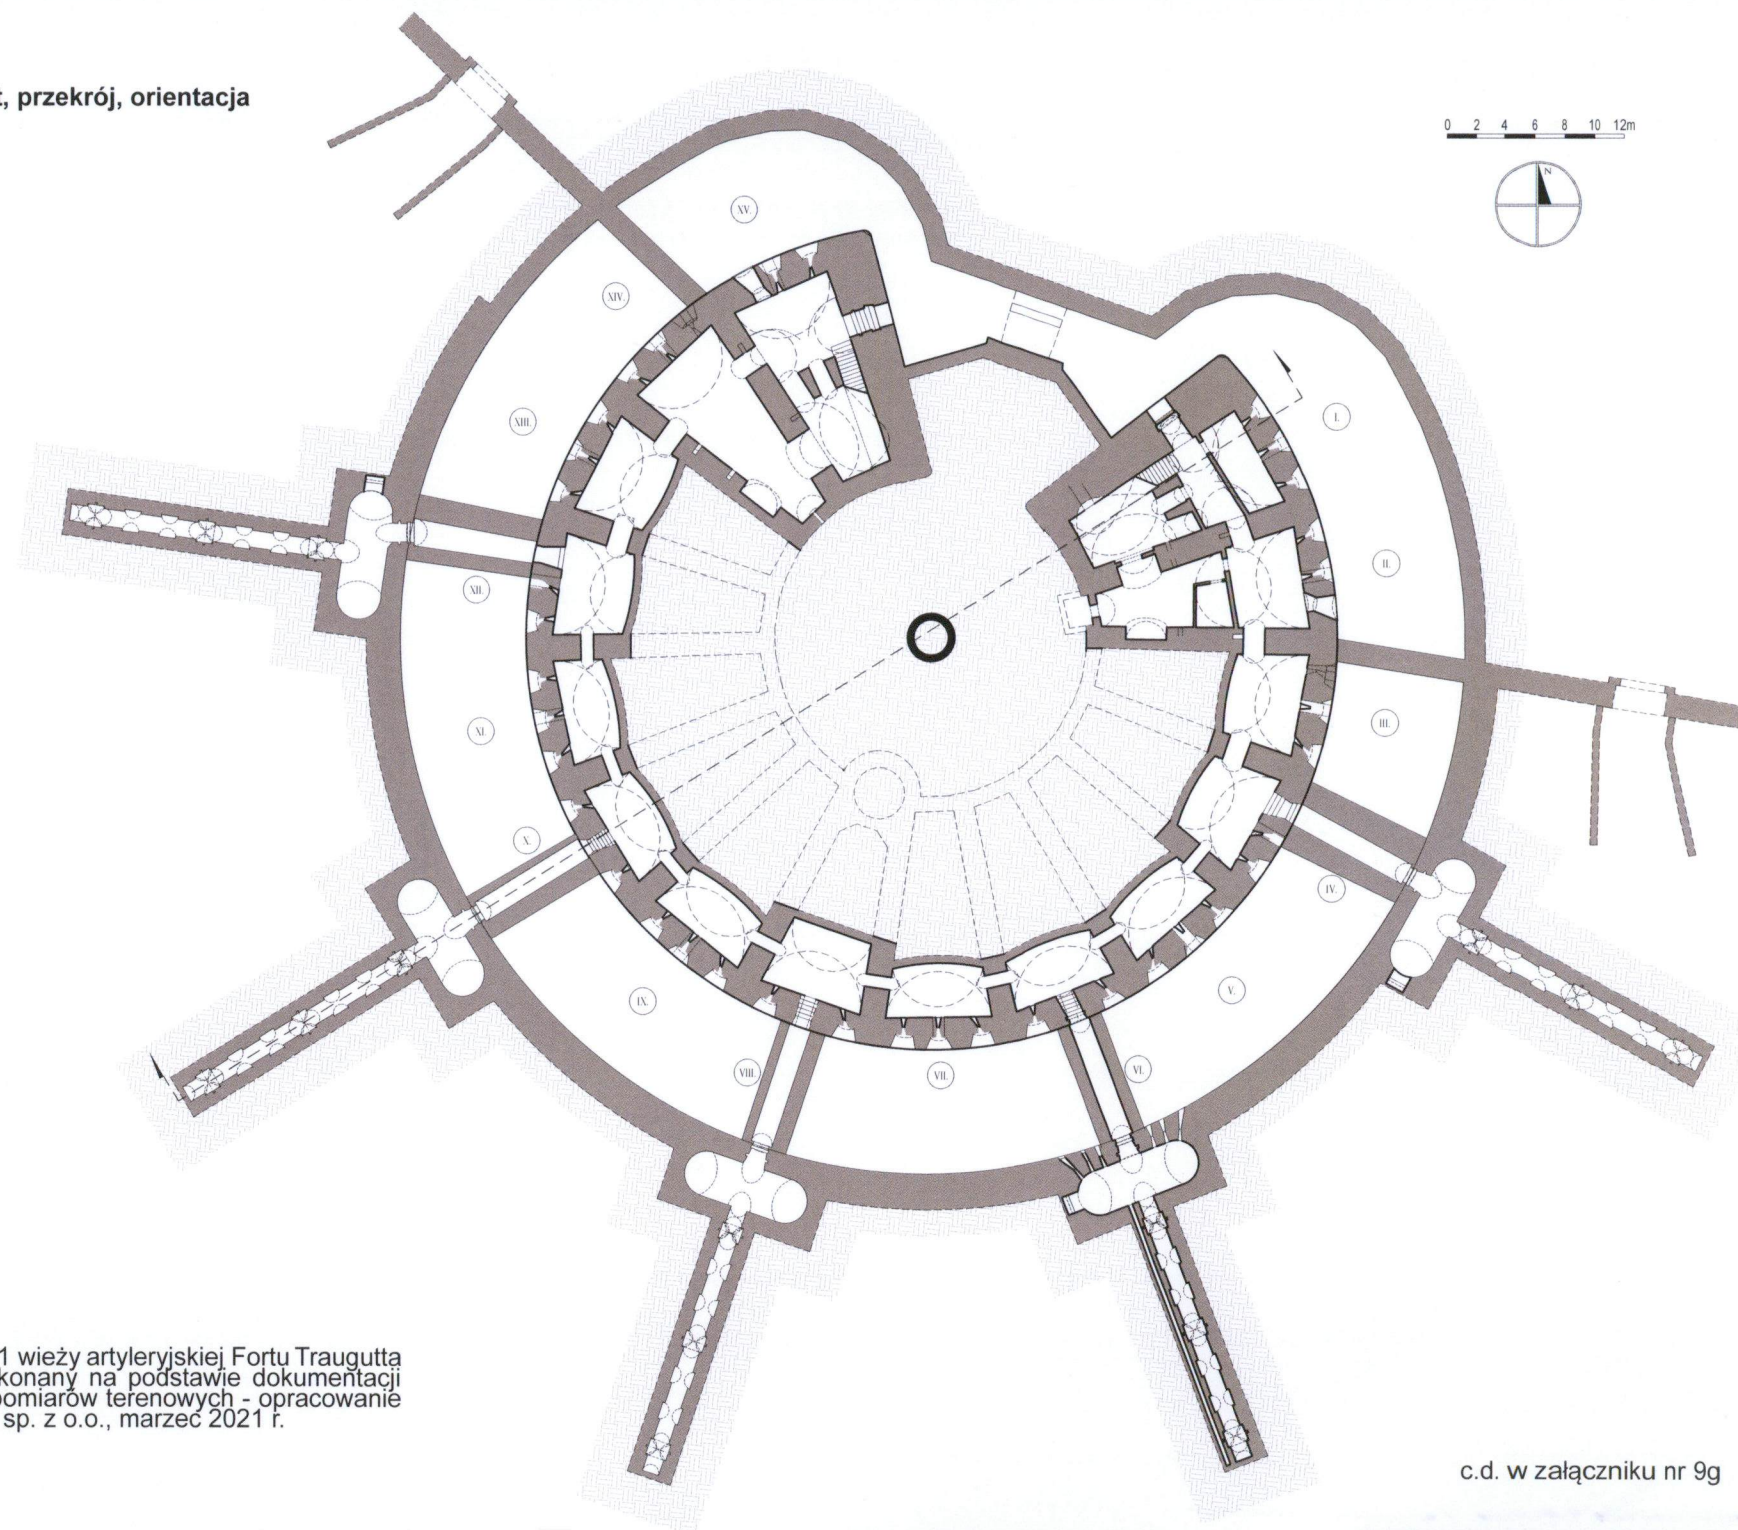 , przekrój, orientacja
0 2 4 6 8 10 12m
N
XV.
XIV.
XIII.
I.
II.
XII.
III.
XI.
X.
IV.
V.
IX.
VIII.
VII.
VI.
1 wieży artyleryjskiej Fortu Traugutta
konany na podstawie dokumentacji
pomiarów terenowych - opracowanie
sp. z o.o., marzec 2021 r.
c.d. w załączniku nr 9g